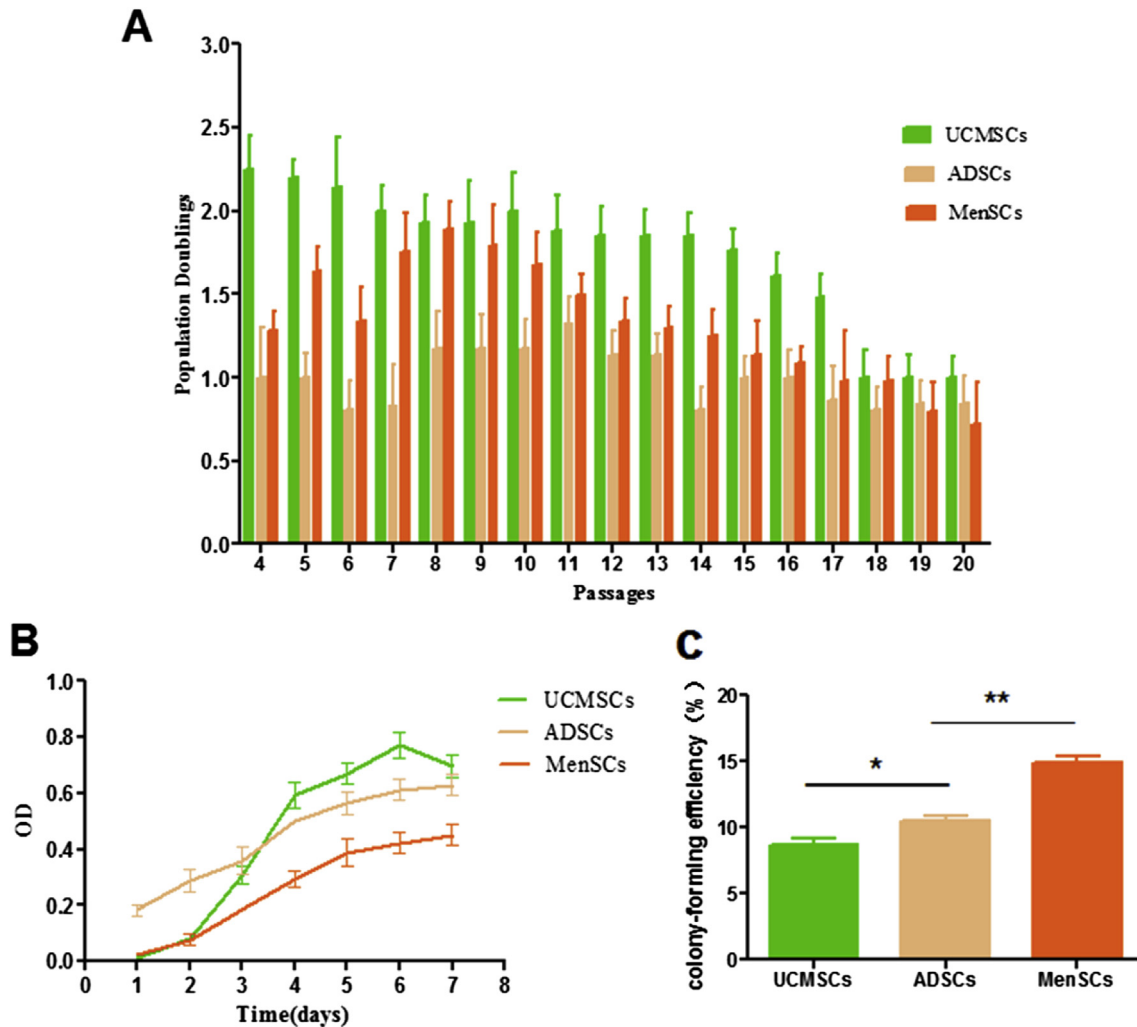 A
3.0
2.5
2.0
1.5
1.0
0.5
0.0
Population Doublings
UCMSCs
ADSCs
MenSCs
4 5 6 7 8 9 10 11 12 13 14 15 16 17 18 19 20
Passages
B
1.0
0.8
0.6
0.4
0.2
0.0
OD
UCMSCs
ADSCs
MenSCs
0 1 2 3 4 5 6 7 8
Time(days)
C
20
15
10
5
0
colony-forming efficiency (%)
*
**
UCMSCs ADSCs MenSCs